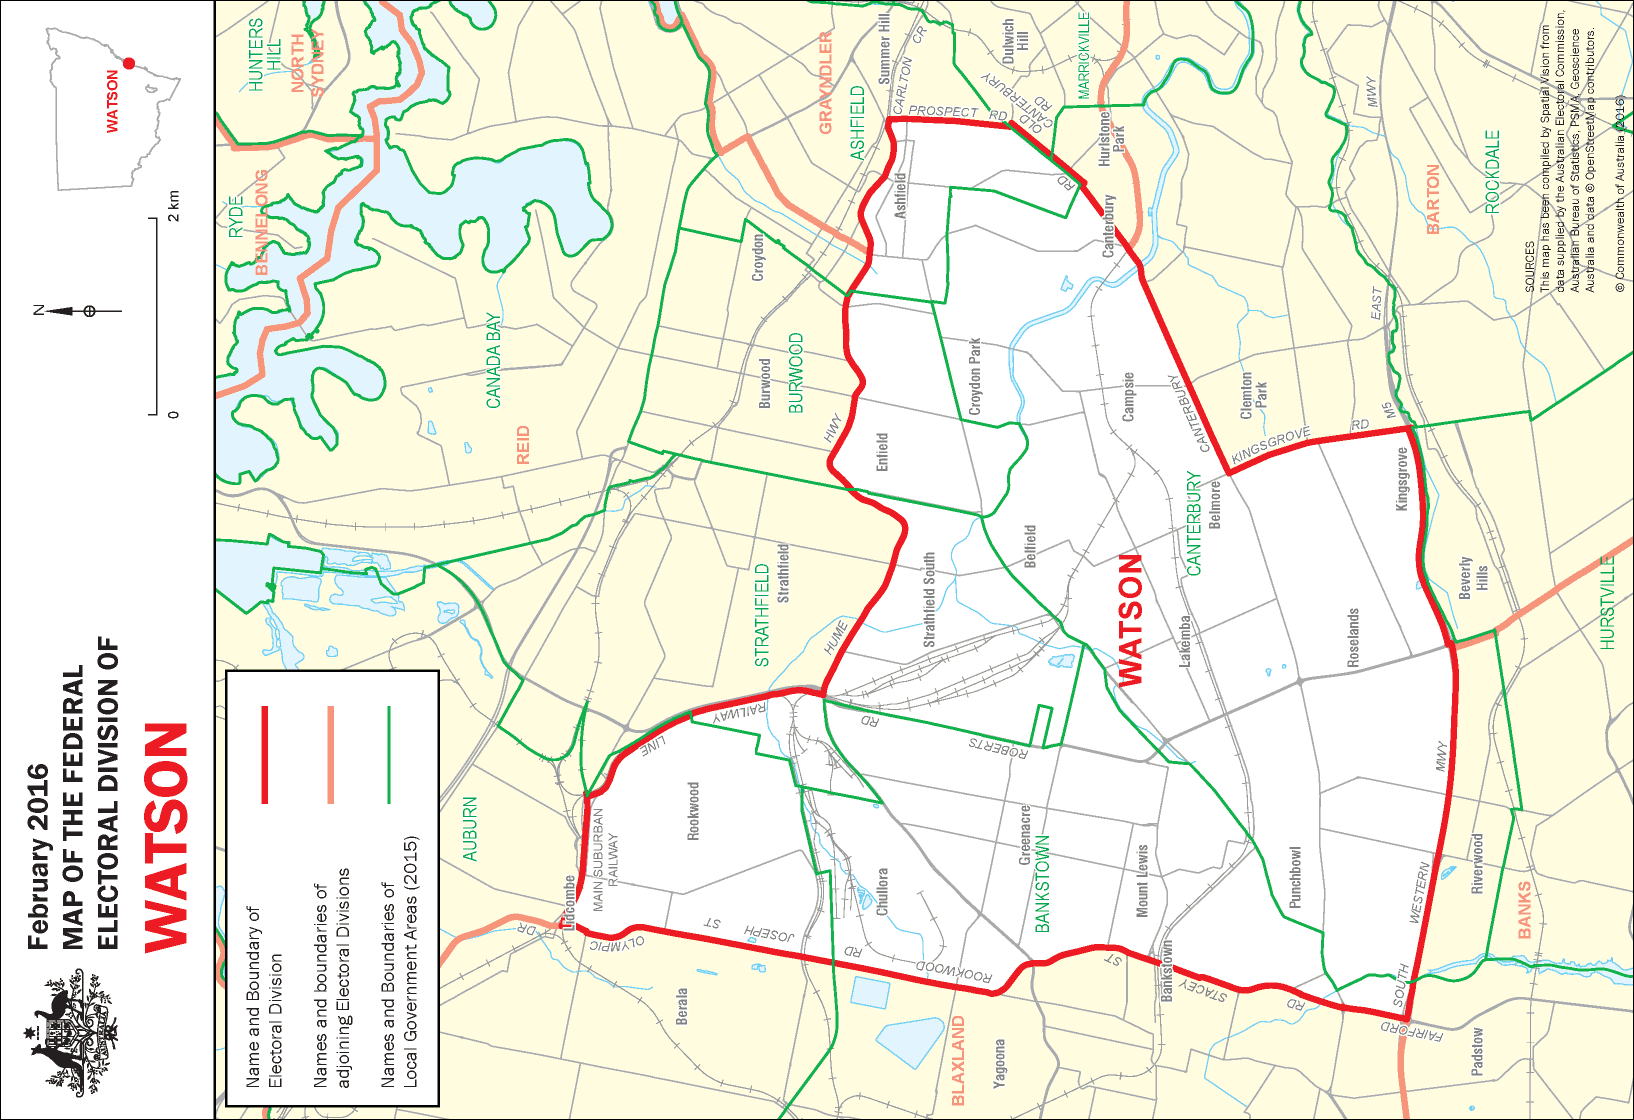 February 2016
MAP OF THE FEDERAL
ELECTORAL DIVISION OF
WATSON
N
0
2 km
WATSON
Name and Boundary of
Electoral Division
Names and boundaries of
adjoining Electoral Divisions
Names and Boundaries of
Local Government Areas (2015)
HUNTERS
HILL
NORTH
SYDNEY
RYDE
BENNELONG
CANADA BAY
REID
AUBURN
GRAYNDLER
ASHFIELD
Summer Hill
CARLTON CR
Dulwich
Hill
MARRICKVILLE
PROSPECT RD
OLD
CANTERBURY
RD
Hurlstone
Park
RD
Ashfield
Croydon
Burwood
BURWOOD
Canterbury
Croydon Park
HWY
Enfield
Campsie
CANTERBURY
Clemton
Park
KINGSGROVE
RD
M5
EAST
MWY
BARTON
ROCKDALE
STRATHFIELD
Strathfield
Strathfield South
HUME
Belfield
CANTERBURY
Belmore
Kingsgrove
WATSON
Lakemba
Roselands
Beverly
Hills
HURSTVILLE
RAILWAY
LINE
MAIN SUBURBAN
RAILWAY
Lidcombe
Rookwood
RD
ROBERTS
Chullora
Greenacre
BANKSTOWN
Mount Lewis
Punchbowl
MWY
WESTERN
SOUTH
Riverwood
BANKS
DR
OLYMPIC
ST
JOSEPH
RD
ROOKWOOD
ST
Bankstown
STACEY
RD
FAIRFORD
Padstow
Berala
BLAXLAND
Yagoona
SOURCES
This map has been compiled by Spatial Vision from
data supplied by the Australian Electoral Commission,
Australian Bureau of Statistics, PSMA, Geoscience
Australia and data © OpenStreetMap contributors.
© Commonwealth of Australia (2016)